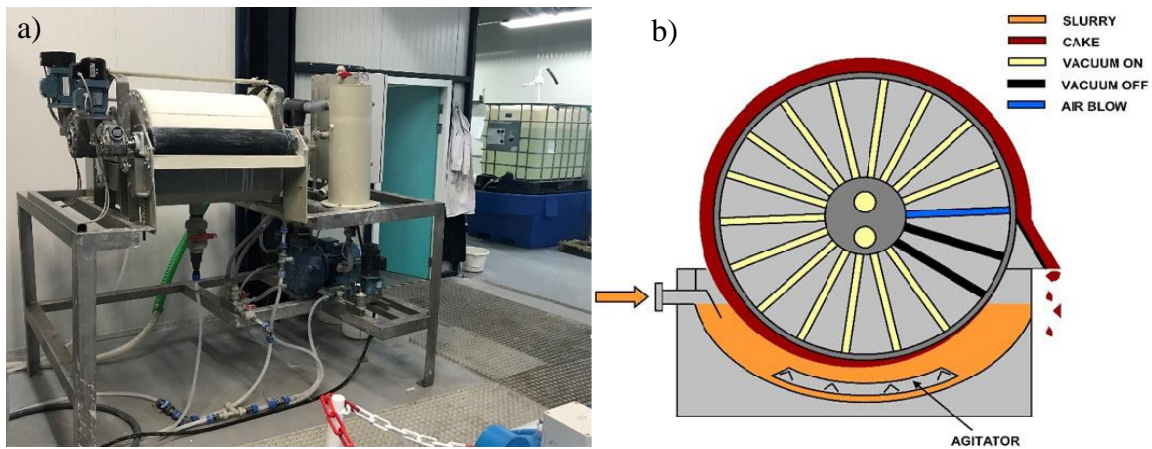 a)
b)
SLURRY
CAKE
VACUUM ON
VACUUM OFF
AIR BLOW
AGITATOR